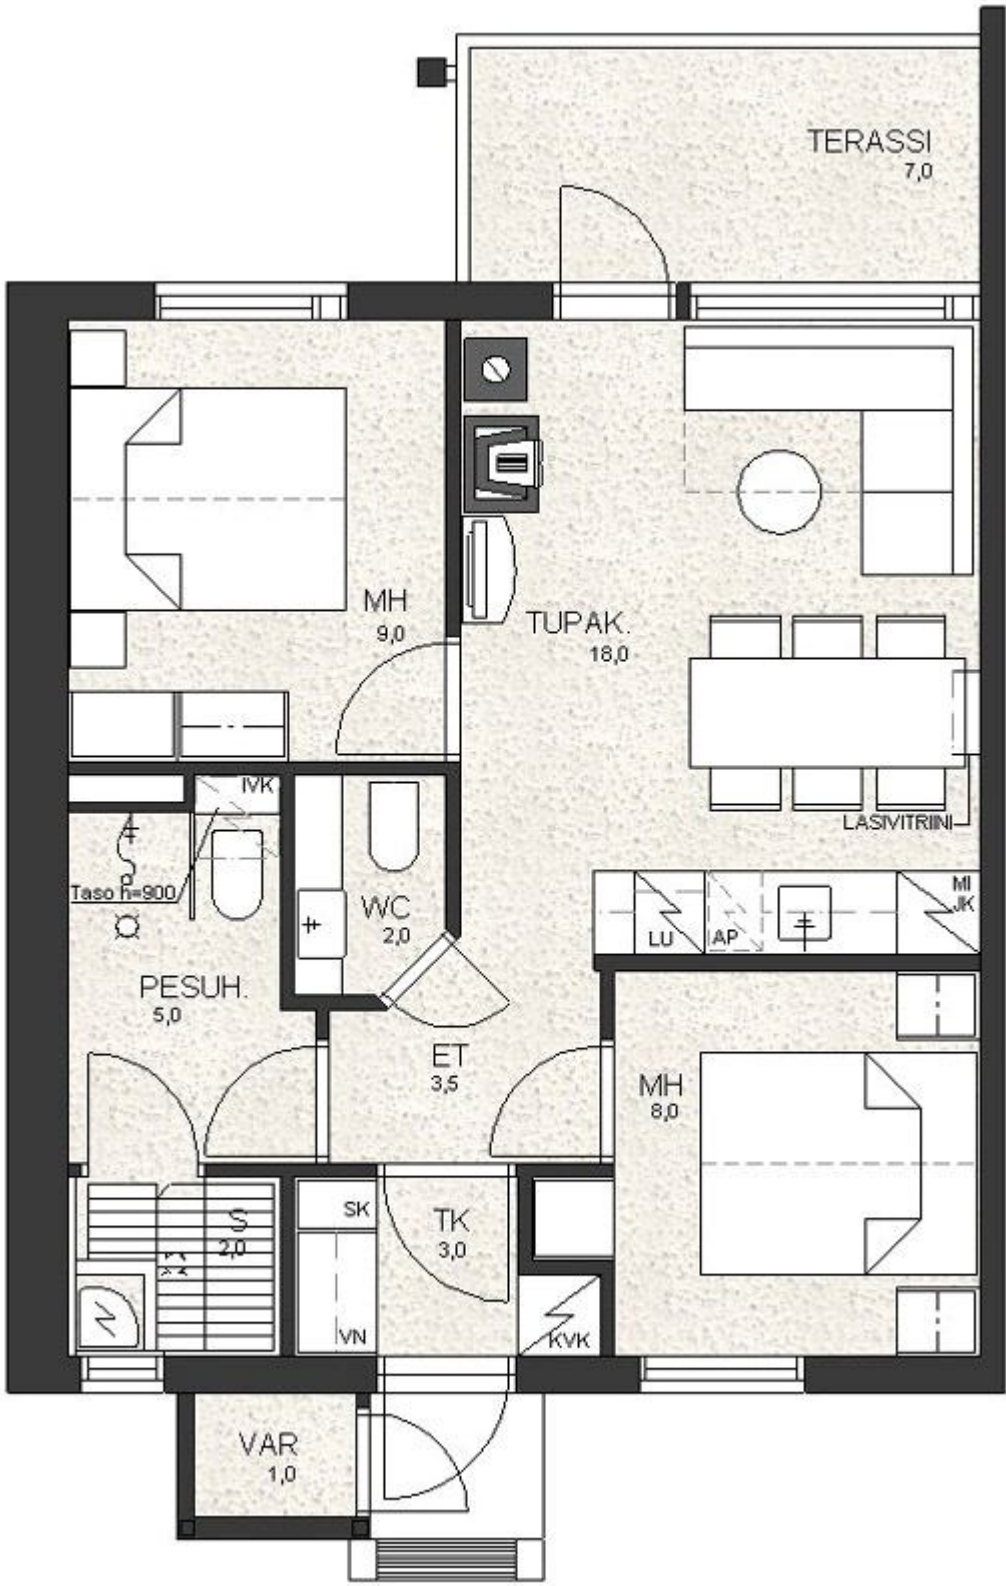 TERASSI
7,0
MH
9,0
TUPAK.
18,0
IVK
LASIVITRIINI
Taso h=900
WC
2,0
LU
AP
MI
JK
PESUH.
5,0
ET
3,5
MH
8,0
S
2,0
SK
TK
3,0
VN
KVK
VAR
1,0